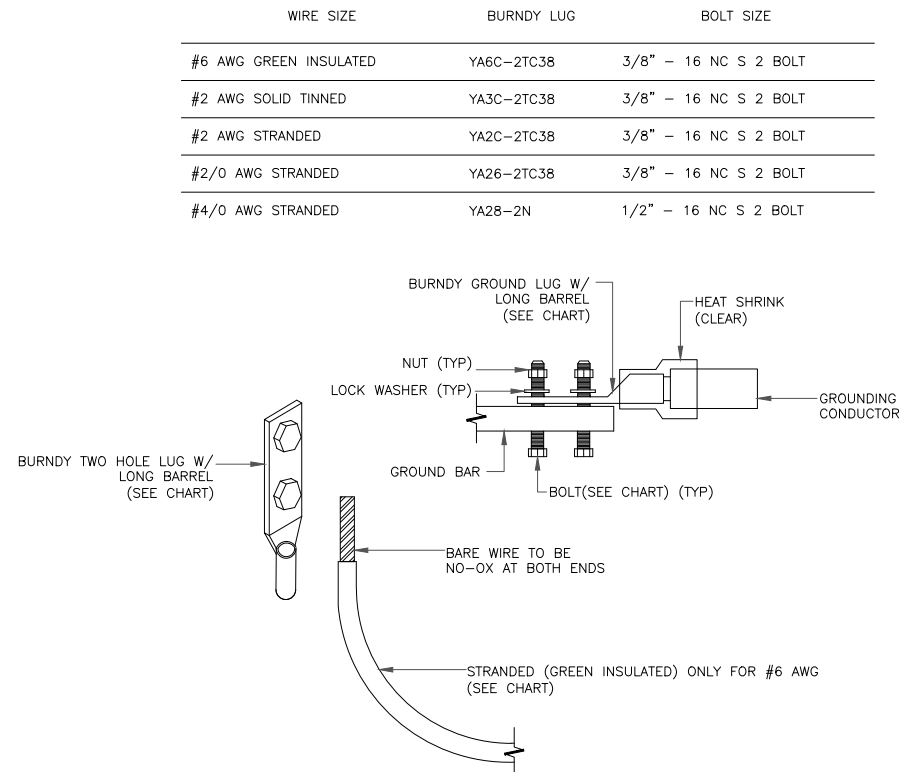 WIRE SIZE BURNDY LUG BOLT SIZE
#6 AWG GREEN INSULATED YA6C-2TC38 3/8" - 16 NC S 2 BOLT
#2 AWG SOLID TINNED YA3C-2TC38 3/8" - 16 NC S 2 BOLT
#2 AWG STRANDED YA2C-2TC38 3/8" - 16 NC S 2 BOLT
#2/0 AWG STRANDED YA26-2TC38 3/8" - 16 NC S 2 BOLT
#4/0 AWG STRANDED YA28-2N 1/2" - 16 NC S 2 BOLT
BURNDY GROUND LUG W/
LONG BARREL
(SEE CHART)
HEAT SHRINK
(CLEAR)
NUT (TYP)
LOCK WASHER (TYP)
GROUNDING
CONDUCTOR
BURNDY TWO HOLE LUG W/
LONG BARREL
(SEE CHART)
GROUND BAR
BOLT(SEE CHART) (TYP)
BARE WIRE TO BE
NO-OX AT BOTH ENDS
STRANDED (GREEN INSULATED) ONLY FOR #6 AWG
(SEE CHART)